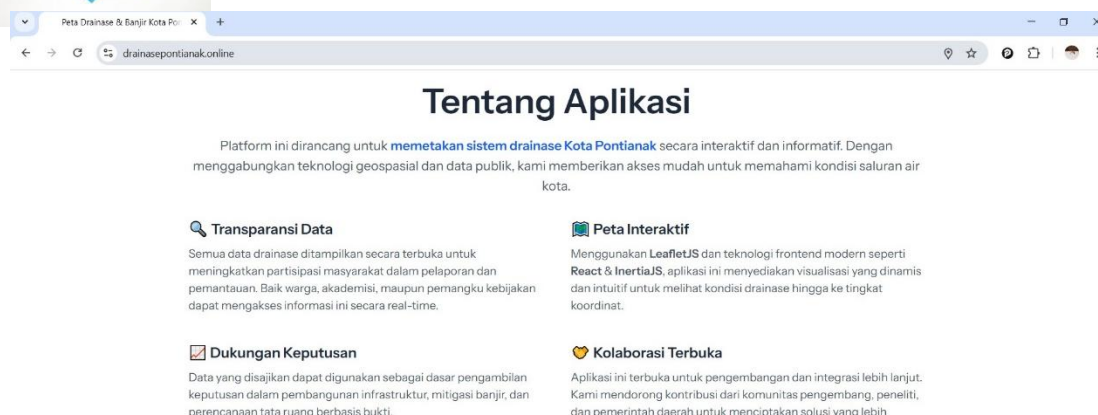 Peta Drainase & Banjir Kota Po
drainasepontianak.online
Tentang Aplikasi
Platform ini dirancang untuk memetakan sistem drainase Kota Pontianak secara interaktif dan informatif. Dengan
menggabungkan teknologi geospasial dan data publik, kami memberikan akses mudah untuk memahami kondisi saluran air
kota.
Transparansi Data
Semua data drainase ditampilkan secara terbuka untuk
meningkatkan partisipasi masyarakat dalam pelaporan dan
pemantauan. Baik warga, akademisi, maupun pemangku kebijakan
dapat mengakses informasi ini secara real-time.
Peta Interaktif
Menggunakan LeafletJS dan teknologi frontend modern seperti
React & InertiaJS, aplikasi ini menyediakan visualisasi yang dinamis
dan intuitif untuk melihat kondisi drainase hingga ke tingkat
koordinat.
Dukungan Keputusan
Data yang disajikan dapat digunakan sebagai dasar pengambilan
keputusan dalam pembangunan infrastruktur, mitigasi banjir, dan
perencanaan tata ruang berbasis bukti.
Kolaborasi Terbuka
Aplikasi ini terbuka untuk pengembangan dan integrasi lebih lanjut.
Kami mendorong kontribusi dari komunitas pengembang, peneliti,
dan pemerintah daerah untuk menciptakan solusi yang lebih